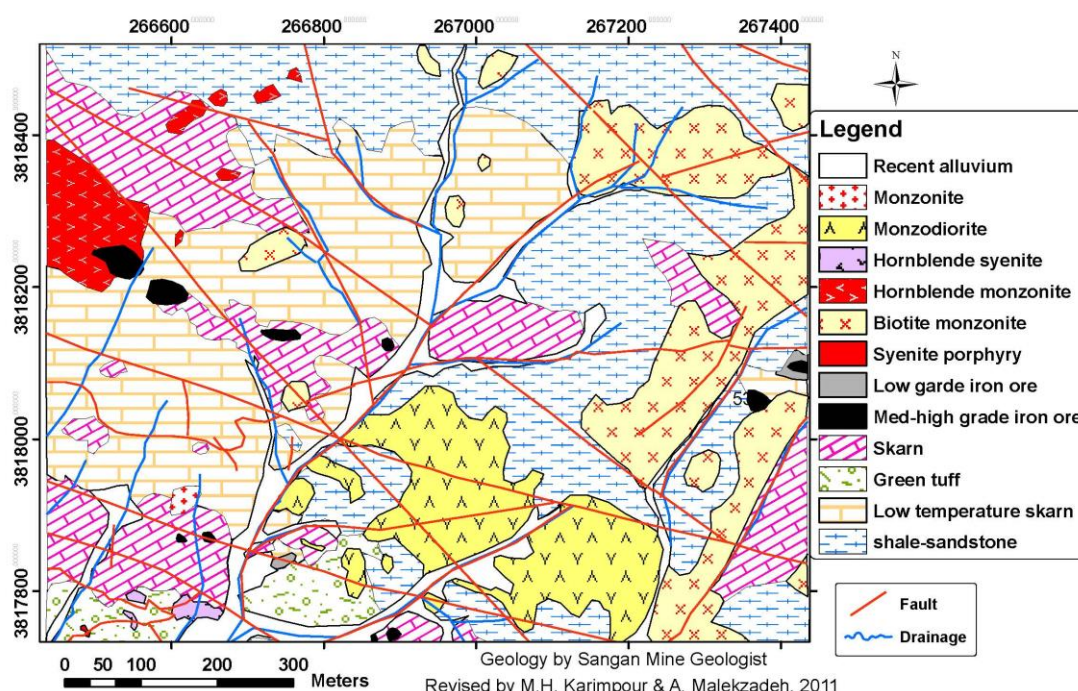 266600 266800 267000 267200 267400
3818400
3818200
3818000
3817800
N
Legend
Recent alluvium
Monzonite
Monzodiorite
Hornblende syenite
Hornblende monzonite
Biotite monzonite
Syenite porphyry
Low garde iron ore
Med-high grade iron ore
Skarn
Green tuff
Low temperature skarn
shale-sandstone
Fault
Drainage
0 50 100 200 300
Meters
Geology by Sangan Mine Geologist
Revised by M.H. Karimpour & A. Malekzadeh, 2011